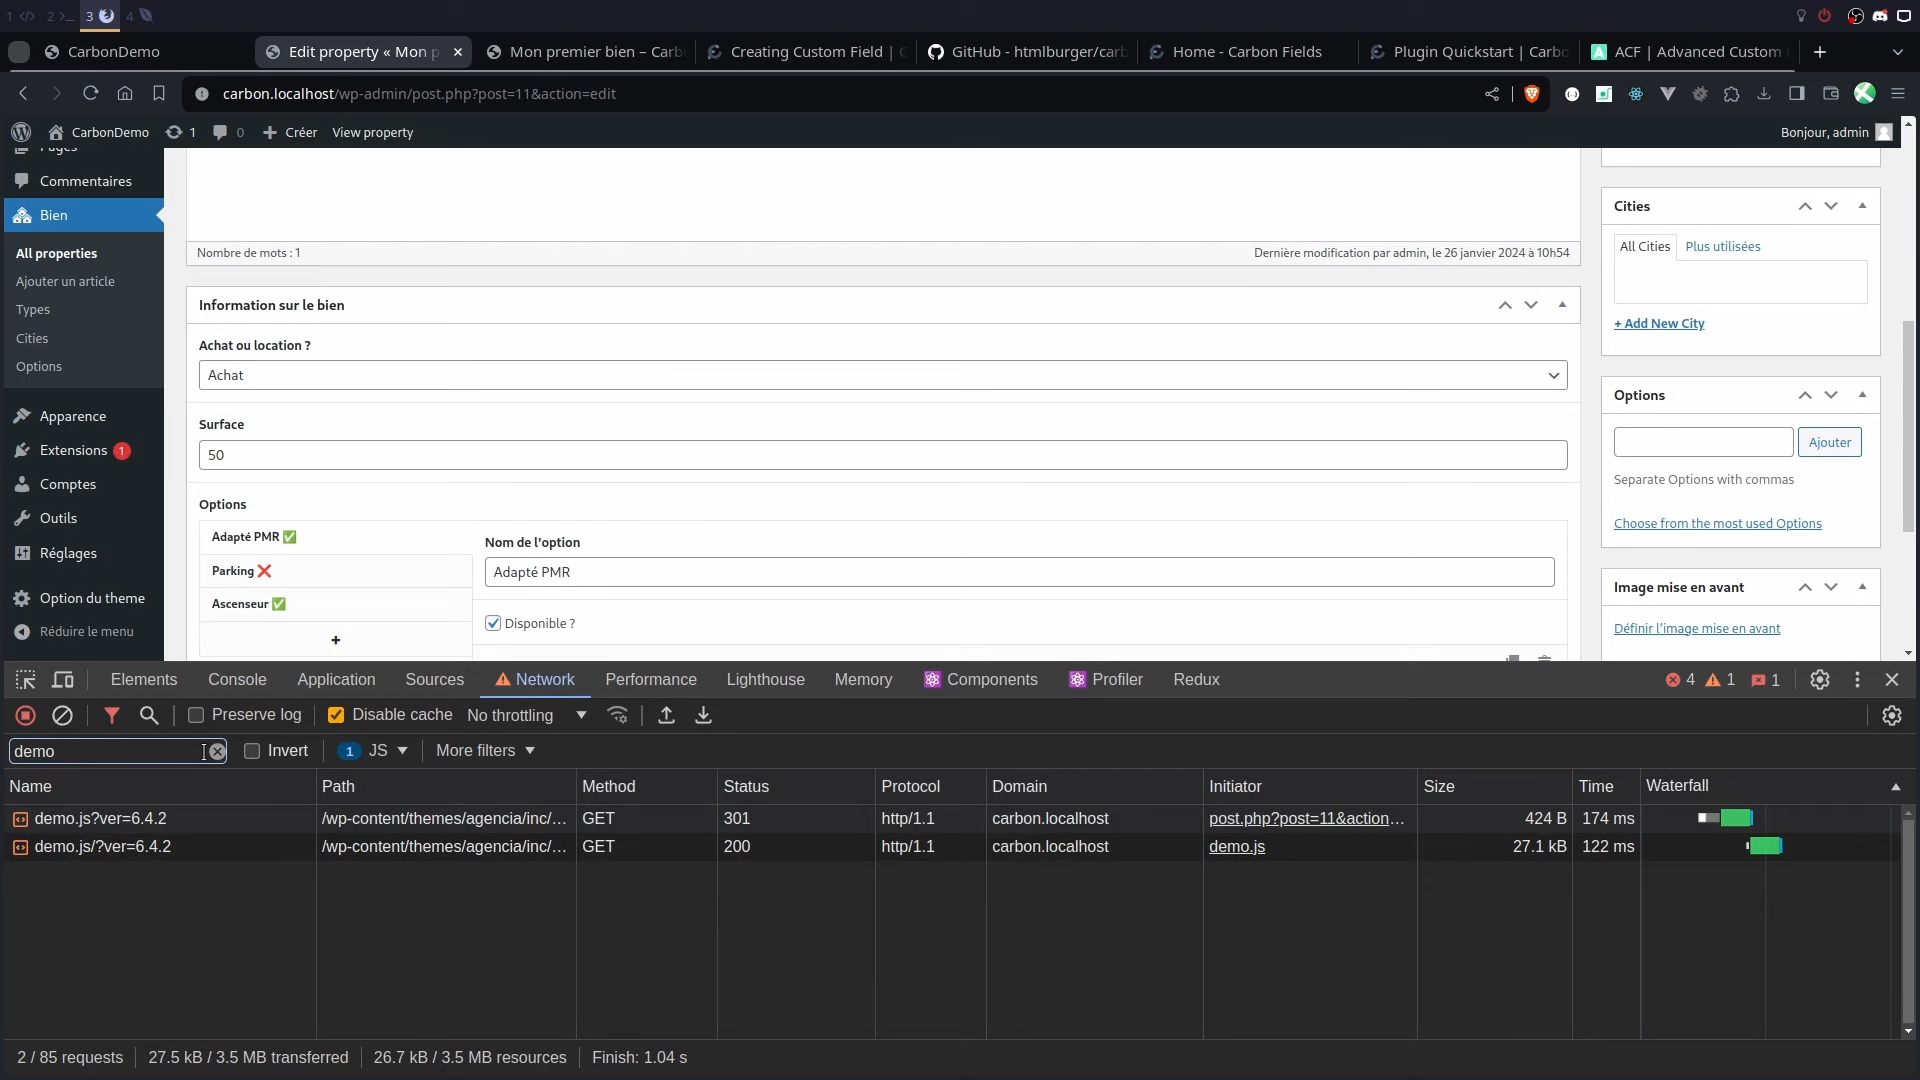 1 </> 2 >_ 3 4
CarbonDemo
Edit property « Mon p
Mon premier bien – Carb
Creating Custom Field | C
GitHub - htmlburger/carb
Home - Carbon Fields
Plugin Quickstart | Carbo
ACF | Advanced Custom
carbon.localhost/wp-admin/post.php?post=11&action=edit
CarbonDemo 1 0 Créer View property
Bonjour, admin
Pages
Commentaires
Bien
All properties
Ajouter un article
Types
Cities
Options
Apparence
Extensions 1
Comptes
Outils
Réglages
Option du theme
Réduire le menu
Nombre de mots : 1
Dernière modification par admin, le 26 janvier 2024 à 10h54
Information sur le bien
Achat ou location ?
Achat
Surface
50
Options
Adapté PMR ✅
Parking ❌
Ascenseur ✅
+
Nom de l'option
Adapté PMR
Disponible ?
Cities
All Cities Plus utilisées
+ Add New City
Options
Ajouter
Separate Options with commas
Choose from the most used Options
Image mise en avant
Définir l’image mise en avant
Elements Console Application Sources Network Performance Lighthouse Memory Components Profiler Redux 4 1 1
Preserve log Disable cache No throttling
demo Invert 1 JS More filters
Name Path Method Status Protocol Domain Initiator Size Time Waterfall
demo.js?ver=6.4.2 /wp-content/themes/agencia/inc/… GET 301 http/1.1 carbon.localhost post.php?post=11&action… 424 B 174 ms
demo.js/?ver=6.4.2 /wp-content/themes/agencia/inc/… GET 200 http/1.1 carbon.localhost demo.js 27.1 kB 122 ms
2 / 85 requests 27.5 kB / 3.5 MB transferred 26.7 kB / 3.5 MB resources Finish: 1.04 s